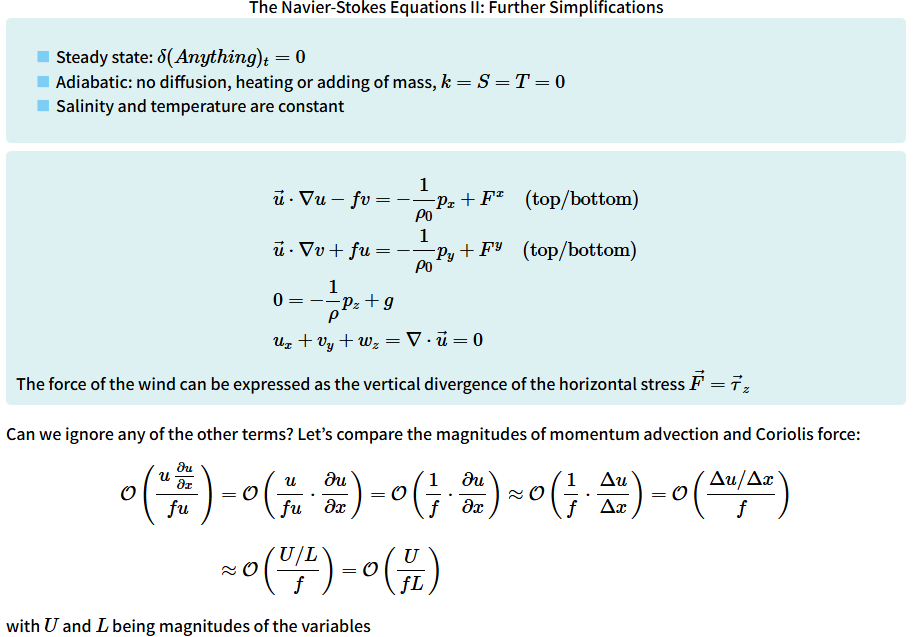 The Navier-Stokes Equations II: Further Simplifications
Steady state: δ(Anything)ₜ = 0
Adiabatic: no diffusion, heating or adding of mass, k = S = T = 0
Salinity and temperature are constant
$\vec{u} \cdot \nabla u - fv = -\frac{1}{\rho_0} p_x + F^x$ (top/bottom)
$\vec{u} \cdot \nabla v + fu = -\frac{1}{\rho_0} p_y + F^y$ (top/bottom)
$0 = -\frac{1}{\rho} p_z + g$
$u_x + v_y + w_z = \nabla \cdot \vec{u} = 0$
The force of the wind can be expressed as the vertical divergence of the horizontal stress $\vec{F} = \vec{\tau}_z$
Can we ignore any of the other terms? Let’s compare the magnitudes of momentum advection and Coriolis force:
$\mathcal{O}\left(\frac{u \frac{\partial u}{\partial x}}{fu}\right) = \mathcal{O}\left(\frac{u}{fu} \cdot \frac{\partial u}{\partial x}\right) = \mathcal{O}\left(\frac{1}{f} \cdot \frac{\partial u}{\partial x}\right) \approx \mathcal{O}\left(\frac{1}{f} \cdot \frac{\Delta u}{\Delta x}\right) = \mathcal{O}\left(\frac{\Delta u / \Delta x}{f}\right)$
$\approx \mathcal{O}\left(\frac{U/L}{f}\right) = \mathcal{O}\left(\frac{U}{fL}\right)$
with U and L being magnitudes of the variables